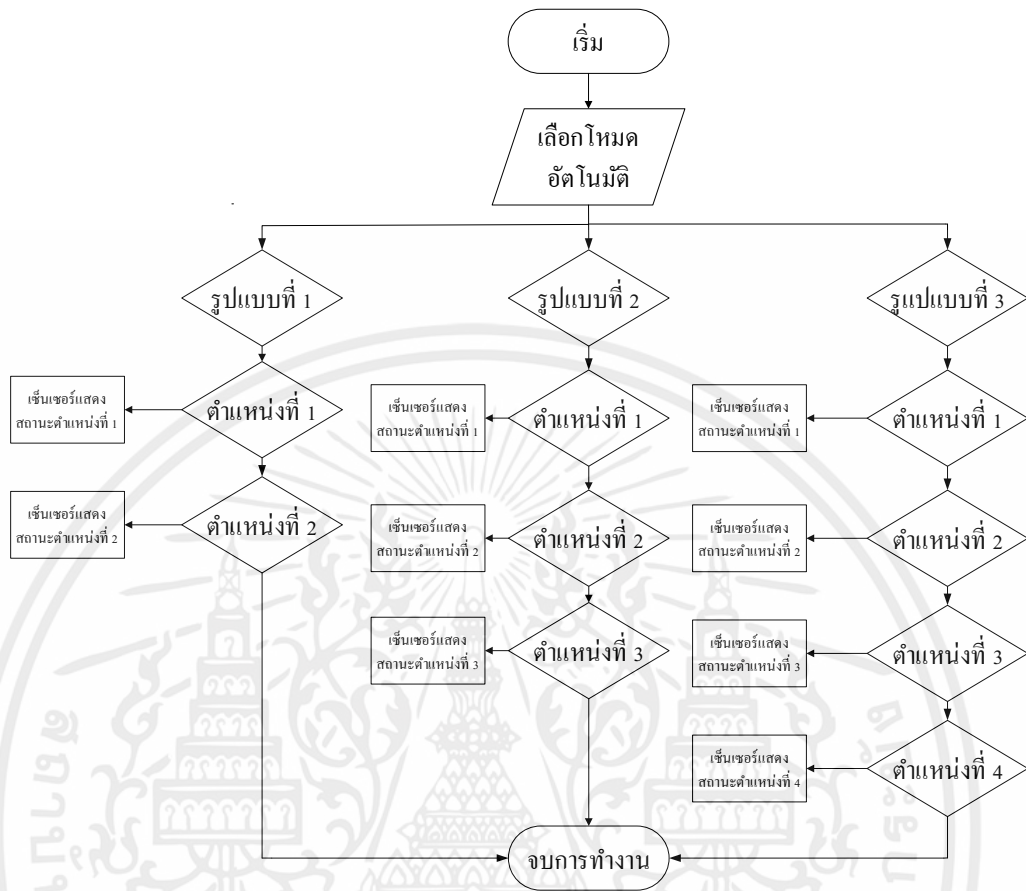 เริ่ม
เลือกโหมด
อัตโนมัติ
รูปแบบที่ 1
รูปแบบที่ 2
รูแปแบบที่ 3
เซ็นเซอร์แสดง
สถานะตำแหน่งที่ 1
ตำแหน่งที่ 1
เซ็นเซอร์แสดง
สถานะตำแหน่งที่ 2
ตำแหน่งที่ 2
เซ็นเซอร์แสดง
สถานะตำแหน่งที่ 1
ตำแหน่งที่ 1
เซ็นเซอร์แสดง
สถานะตำแหน่งที่ 2
ตำแหน่งที่ 2
เซ็นเซอร์แสดง
สถานะตำแหน่งที่ 3
ตำแหน่งที่ 3
เซ็นเซอร์แสดง
สถานะตำแหน่งที่ 1
ตำแหน่งที่ 1
เซ็นเซอร์แสดง
สถานะตำแหน่งที่ 2
ตำแหน่งที่ 2
เซ็นเซอร์แสดง
สถานะตำแหน่งที่ 3
ตำแหน่งที่ 3
เซ็นเซอร์แสดง
สถานะตำแหน่งที่ 4
ตำแหน่งที่ 4
จบการทำงาน